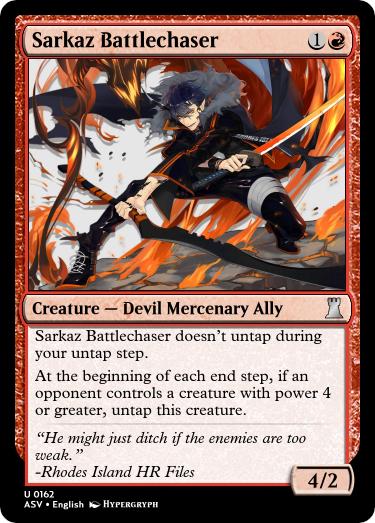 Sarkaz Battlechaser 1
Creature — Devil Mercenary Ally
Sarkaz Battlechaser doesn't untap during
your untap step.
At the beginning of each end step, if an
opponent controls a creature with power 4
or greater, untap this creature.
“He might just ditch if the enemies are too
weak.”
-Rhodes Island HR Files
4/2
U 0162
ASV • English HYPERGRYPH